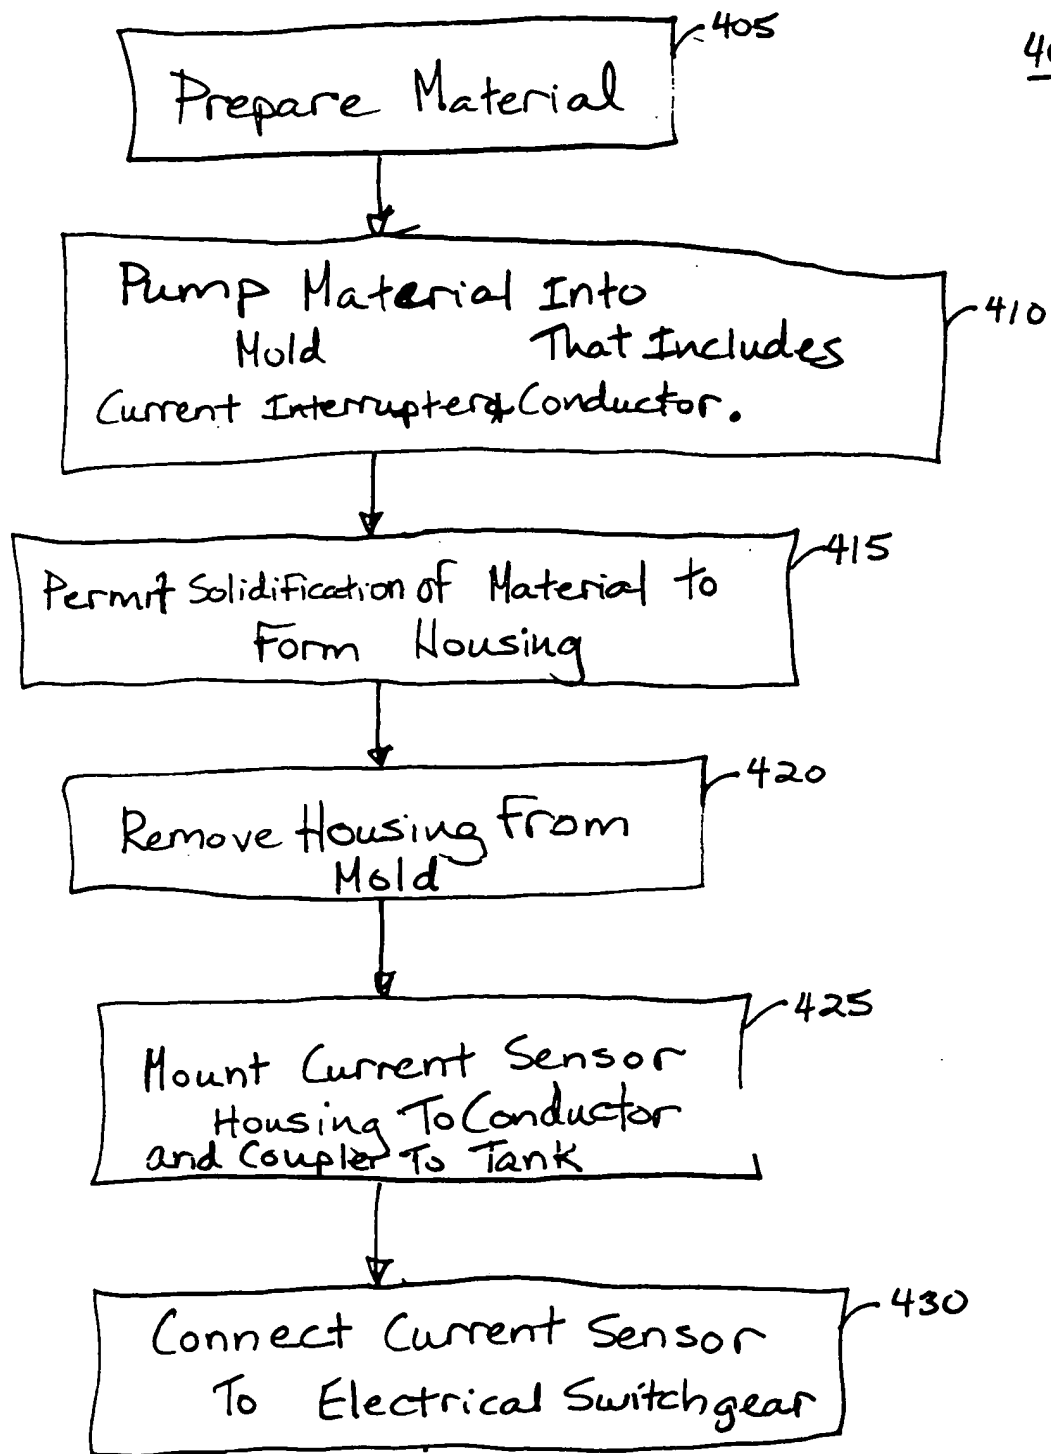 405
Prepare Material
Pump Material Into
Mold That Includes
Current Interrupter & Conductor.
410
415
Permit Solidification of Material to
Form Housing
420
Remove Housing From
Mold
425
Mount Current Sensor
Housing To Conductor
and Coupler To Tank
430
Connect Current Sensor
To Electrical Switchgear